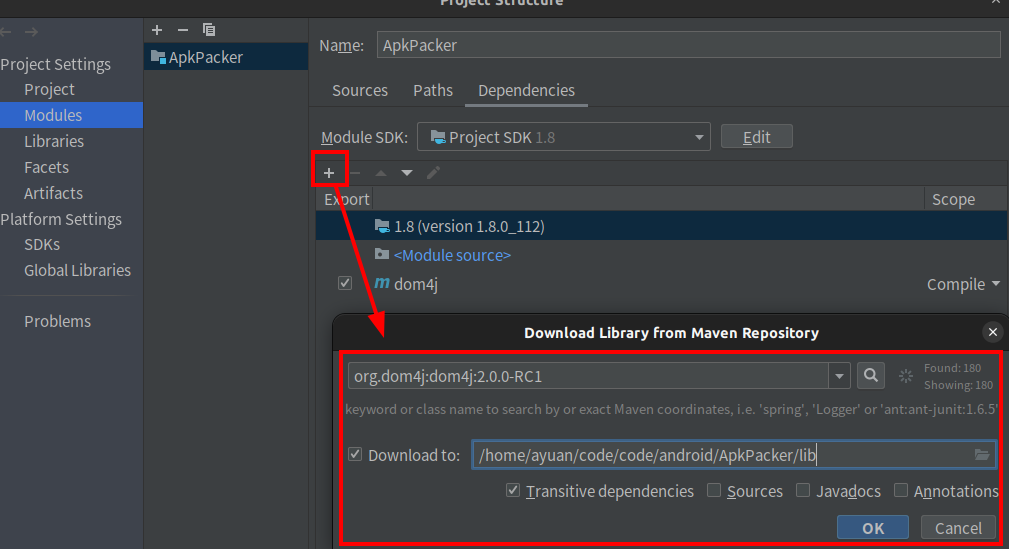 Project Structure
Project Settings
Project
Modules
Libraries
Facets
Artifacts
Platform Settings
SDKs
Global Libraries
Problems
ApkPacker
Name: ApkPacker
Sources Paths Dependencies
Module SDK: Project SDK 1.8 Edit
Export Scope
1.8 (version 1.8.0_112)
<Module source>
m dom4j Compile
Download Library from Maven Repository
org.dom4j:dom4j:2.0.0-RC1
Found: 180
Showing: 180
keyword or class name to search by or exact Maven coordinates, i.e. 'spring', 'Logger' or 'ant:ant-junit:1.6.5'
Download to: /home/ayuan/code/code/android/ApkPacker/lib
Transitive dependencies Sources Javadocs Annotations
OK Cancel